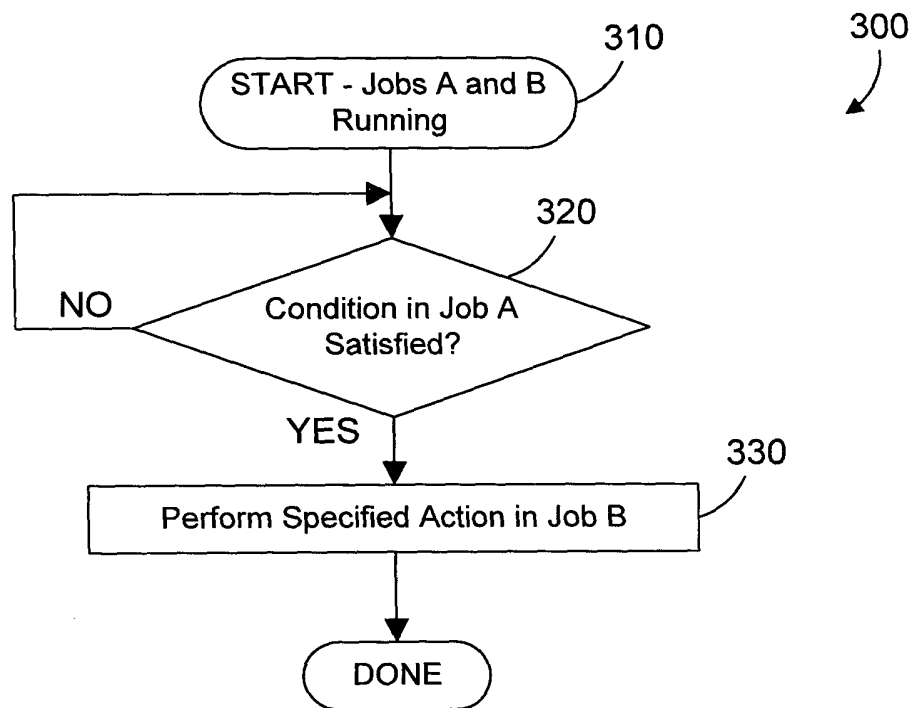 300
310
START - Jobs A and B
Running
320
Condition in Job A
Satisfied?
NO
YES
330
Perform Specified Action in Job B
DONE